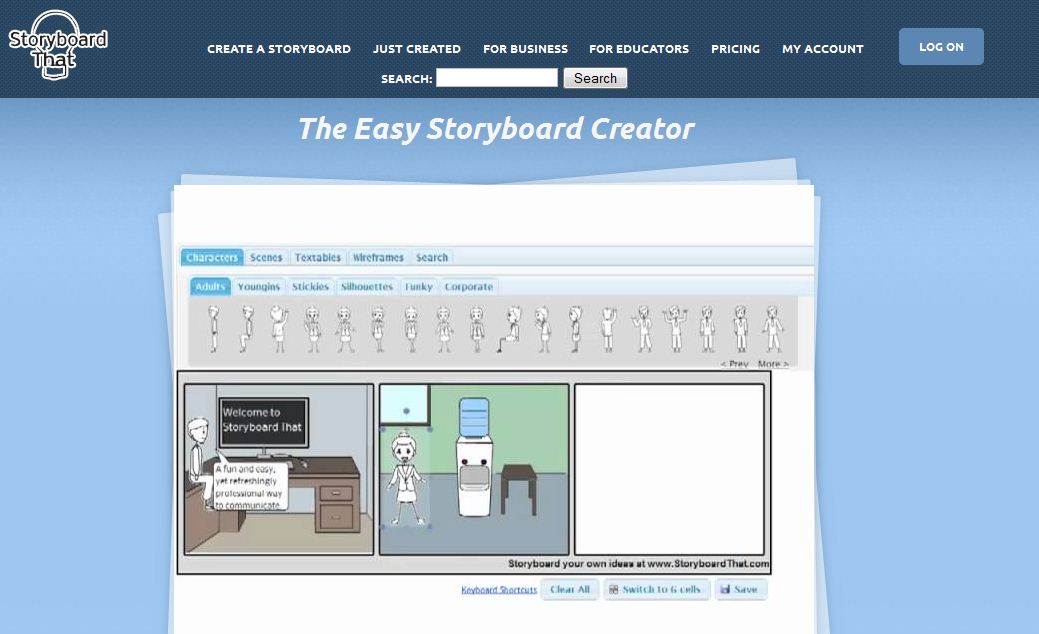 Storyboard
That
CREATE A STORYBOARD JUST CREATED FOR BUSINESS FOR EDUCATORS PRICING MY ACCOUNT LOG ON
SEARCH: Search
The Easy Storyboard Creator
Characters Scenes Textables Wireframes Search
Adults Youngins Stickies Silhouettes Funky Corporate
< Prev More >
Welcome to
Storyboard That
A fun and easy,
yet refreshingly
professional way
to communicate
Storyboard your own ideas at www.StoryboardThat.com
Keyboard Shortcuts Clear All Switch to 6 cells Save